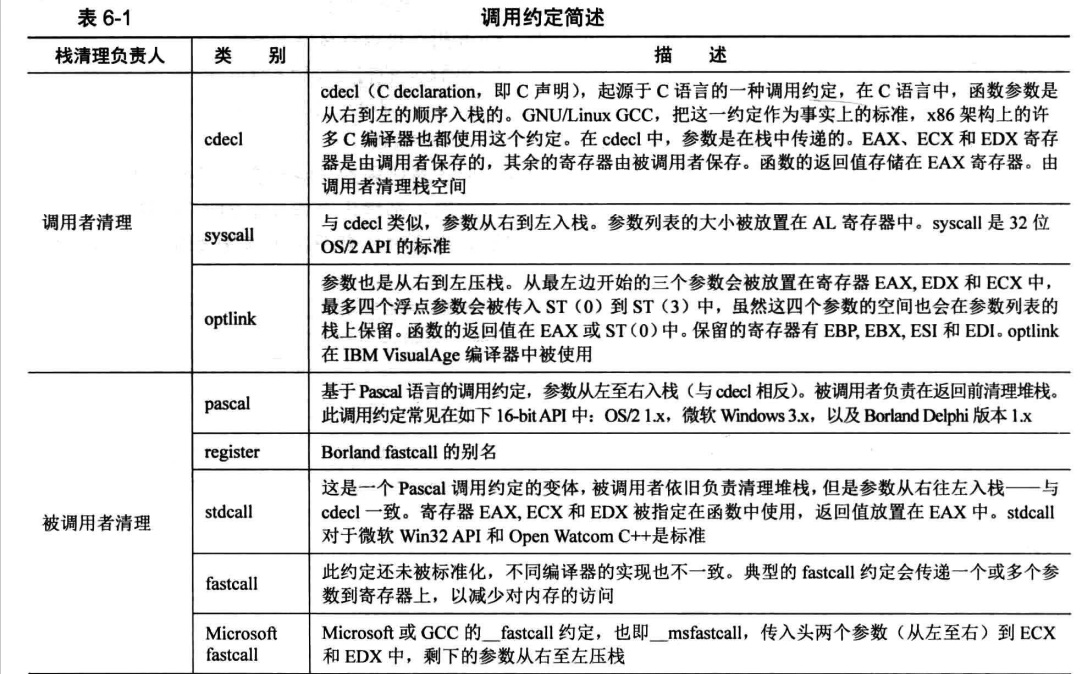 表 6-1 调用约定简述
栈清理负责人 类 别 描 述
调用者清理
cdecl
cdecl（C declaration，即 C 声明），起源于 C 语言的一种调用约定，在 C 语言中，函数参数是
从右到左的顺序入栈的。GNU/Linux GCC，把这一约定作为事实上的标准，x86 架构上的许
多 C 编译器也都使用这个约定。在 cdecl 中，参数是在栈中传递的。EAX、ECX 和 EDX 寄存
器是由调用者保存的，其余的寄存器由被调用者保存。函数的返回值存储在 EAX 寄存器。由
调用者清理栈空间
syscall
与 cdecl 类似，参数从右到左入栈。参数列表的大小被放置在 AL 寄存器中。syscall 是 32 位
OS/2 API 的标准
optlink
参数也是从右到左压栈。从最左边开始的三个参数会被放置在寄存器 EAX, EDX 和 ECX 中，
最多四个浮点参数会被传入 ST（0）到 ST（3）中，虽然这四个参数的空间也会在参数列表的
栈上保留。函数的返回值在 EAX 或 ST（0）中。保留的寄存器有 EBP, EBX, ESI 和 EDI。optlink
在 IBM VisualAge 编译器中被使用
被调用者清理
pascal
基于 Pascal 语言的调用约定，参数从左至右入栈（与 cdecl 相反）。被调用者负责在返回前清理堆栈。
此调用约定常见在如下 16-bit API 中：OS/2 1.x，微软 Windows 3.x，以及 Borland Delphi 版本 1.x
register
Borland fastcall 的别名
stdcall
这是一个 Pascal 调用约定的变体，被调用者依旧负责清理堆栈，但是参数从右往左入栈——与
cdecl 一致。寄存器 EAX, ECX 和 EDX 被指定在函数中使用，返回值放置在 EAX 中。stdcall
对于微软 Win32 API 和 Open Watcom C++是标准
fastcall
此约定还未被标准化，不同编译器的实现也不一致。典型的 fastcall 约定会传递一个或多个参
数到寄存器上，以减少对内存的访问
Microsoft
fastcall
Microsoft 或 GCC 的__fastcall 约定，也即__msfastcall，传入头两个参数（从左至右）到 ECX
和 EDX 中，剩下的参数从右至左压栈